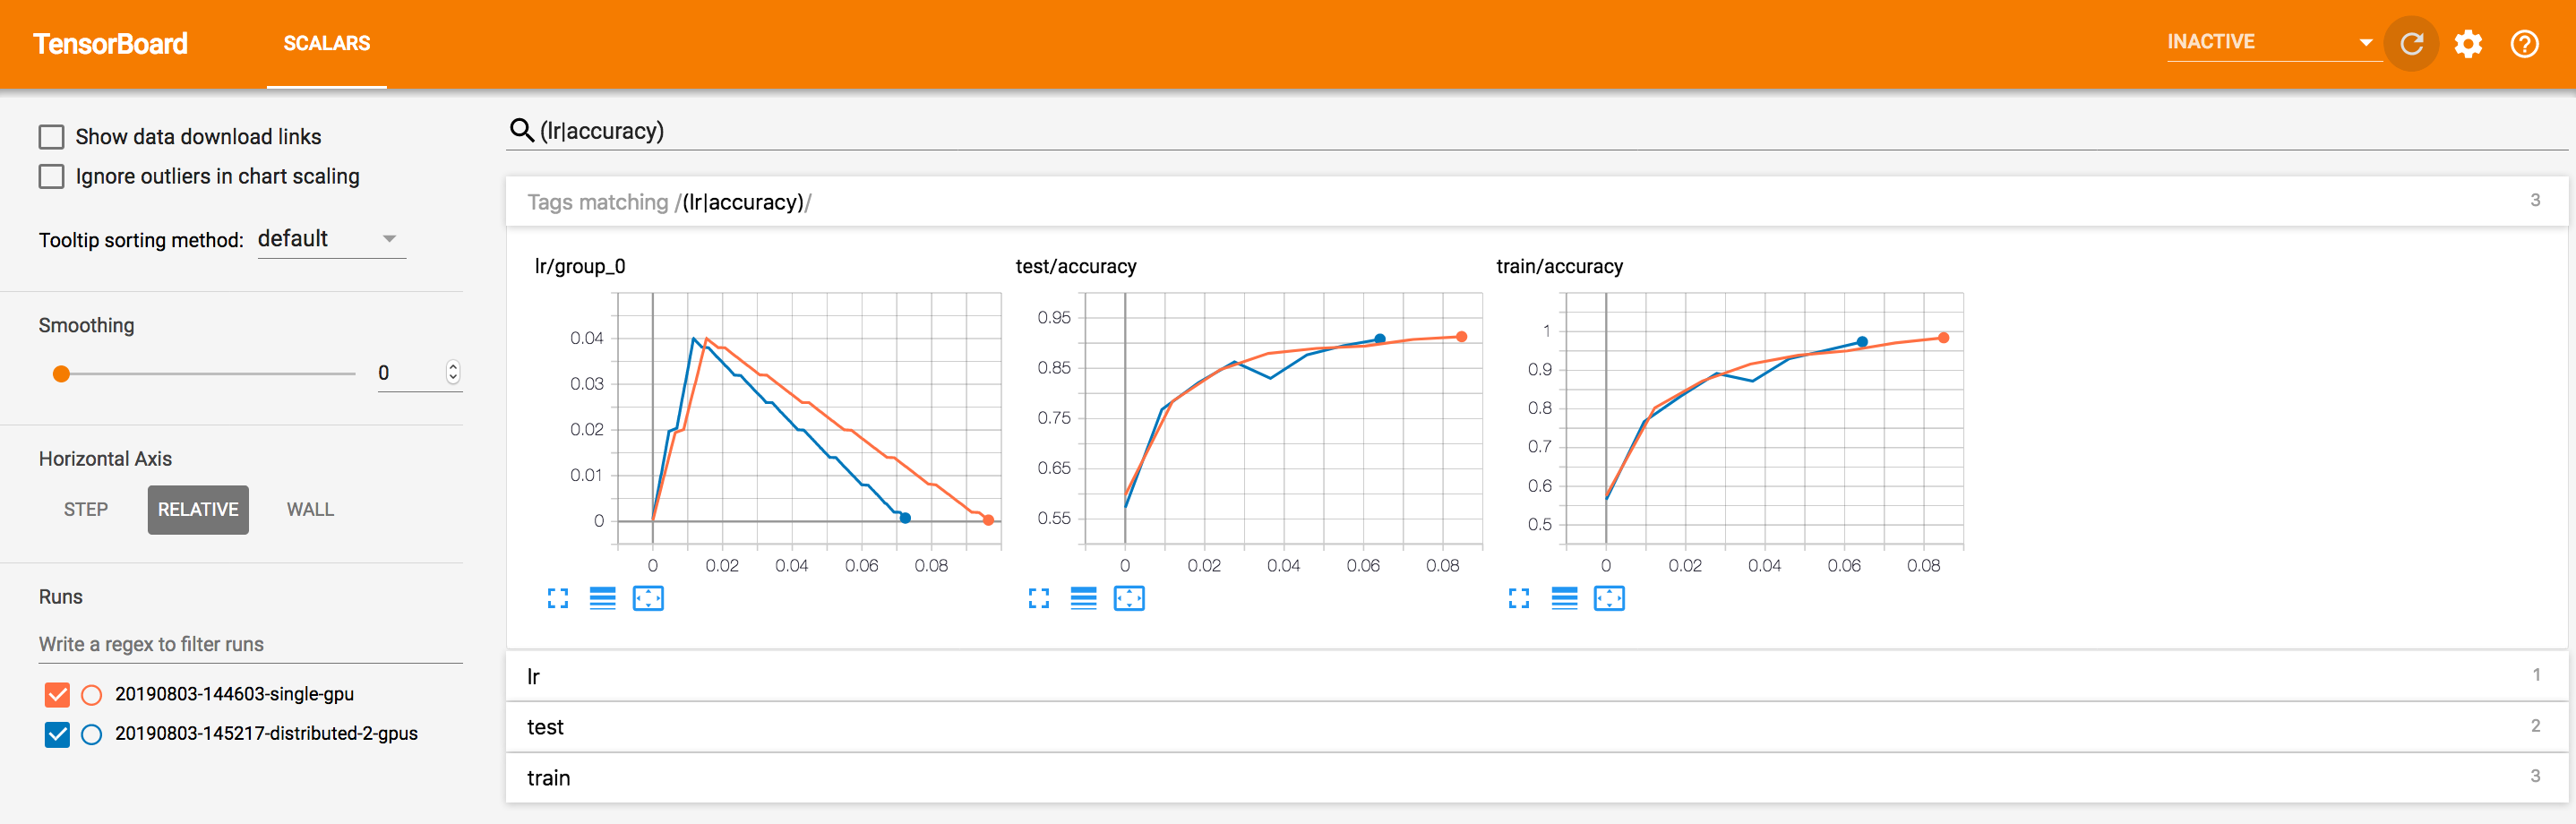 TensorBoard
SCALARS
INACTIVE
Show data download links
Ignore outliers in chart scaling
Tooltip sorting method: default
Smoothing
0
Horizontal Axis
STEP RELATIVE WALL
Runs
Write a regex to filter runs
20190803-144603-single-gpu
20190803-145217-distributed-2-gpus
(lr|accuracy)
Tags matching /(lr|accuracy)/ 3
lr/group_0
0.04
0.03
0.02
0.01
0
0 0.02 0.04 0.06 0.08
test/accuracy
0.95
0.85
0.75
0.65
0.55
0 0.02 0.04 0.06 0.08
train/accuracy
1
0.9
0.8
0.7
0.6
0.5
0 0.02 0.04 0.06 0.08
lr 1
test 2
train 3